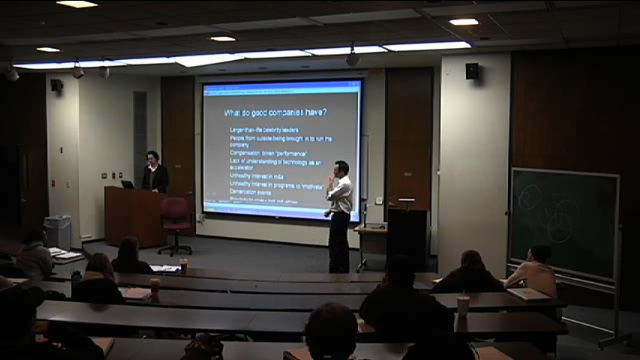 What do good companies have?
Larger-than-life celebrity leaders
People from outside being brought in to run the
company
Compensation driven "performance"
Lack of understanding of technology as an
accelerator
Unhealthy interest in m&a
Unhealthy interest in programs to "motivate"
Demarcation events